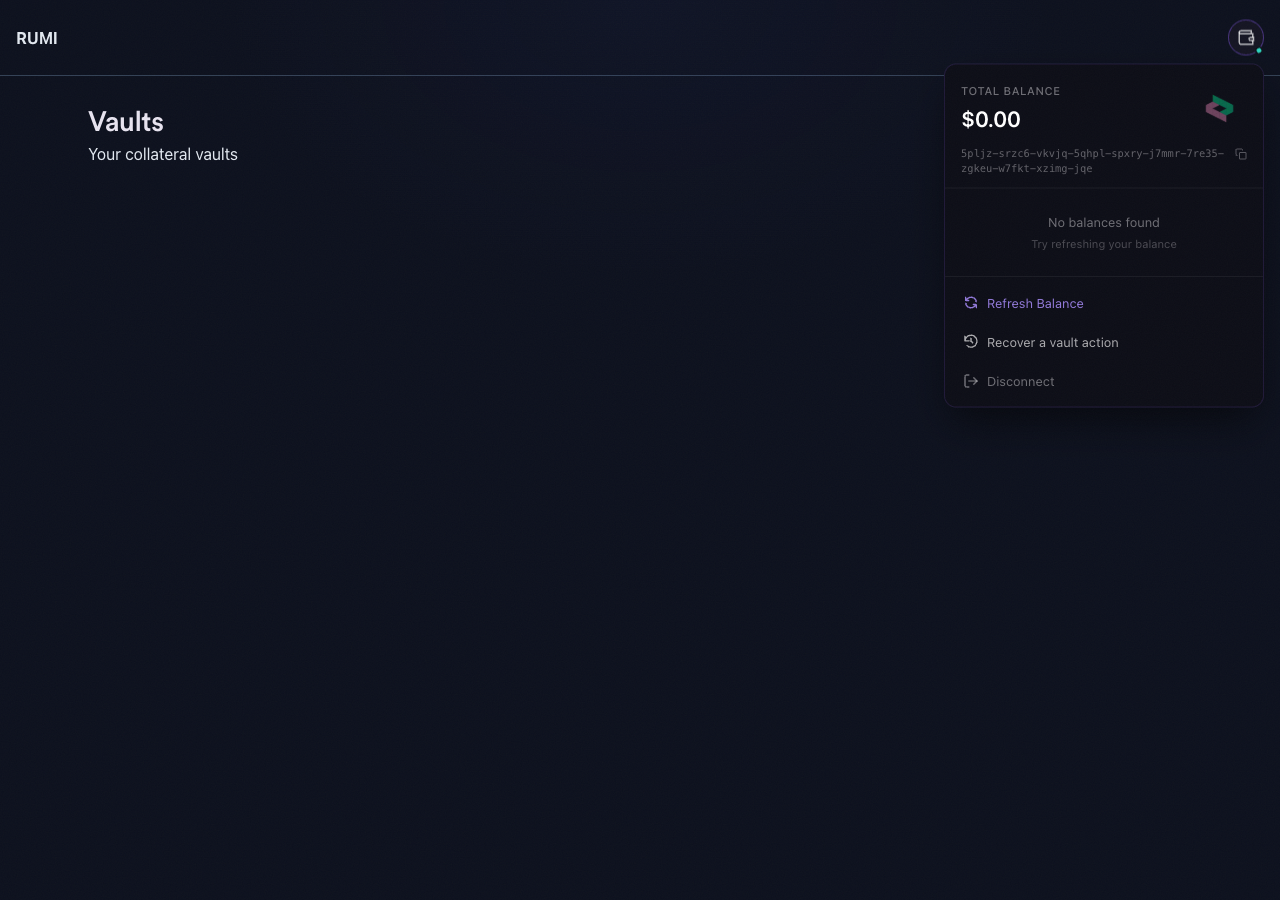 RUMI
Vaults
Your collateral vaults
TOTAL BALANCE
$0.00
5pljz-srzc6-vkvjq-5qhpl-spxry-j7mmr-7re35-
zgkeu-w7fkt-xzimg-jqe
No balances found
Try refreshing your balance
Refresh Balance
Recover a vault action
Disconnect